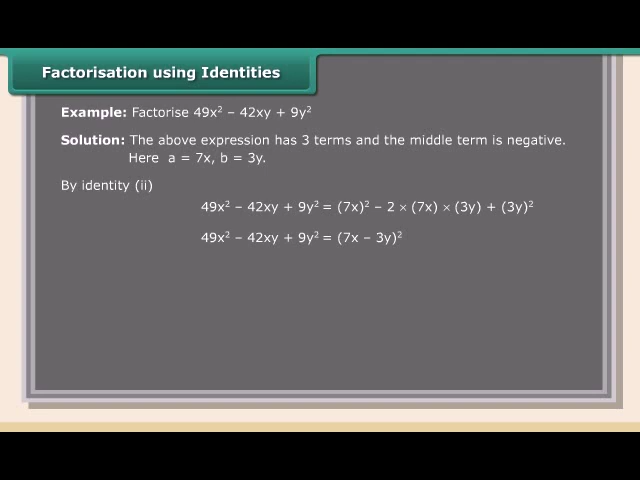 Factorisation using Identities
Example: Factorise 49x² – 42xy + 9y²
Solution: The above expression has 3 terms and the middle term is negative.
Here a = 7x, b = 3y.
By identity (ii)
49x² – 42xy + 9y² = (7x)² – 2 × (7x) × (3y) + (3y)²
49x² – 42xy + 9y² = (7x – 3y)²